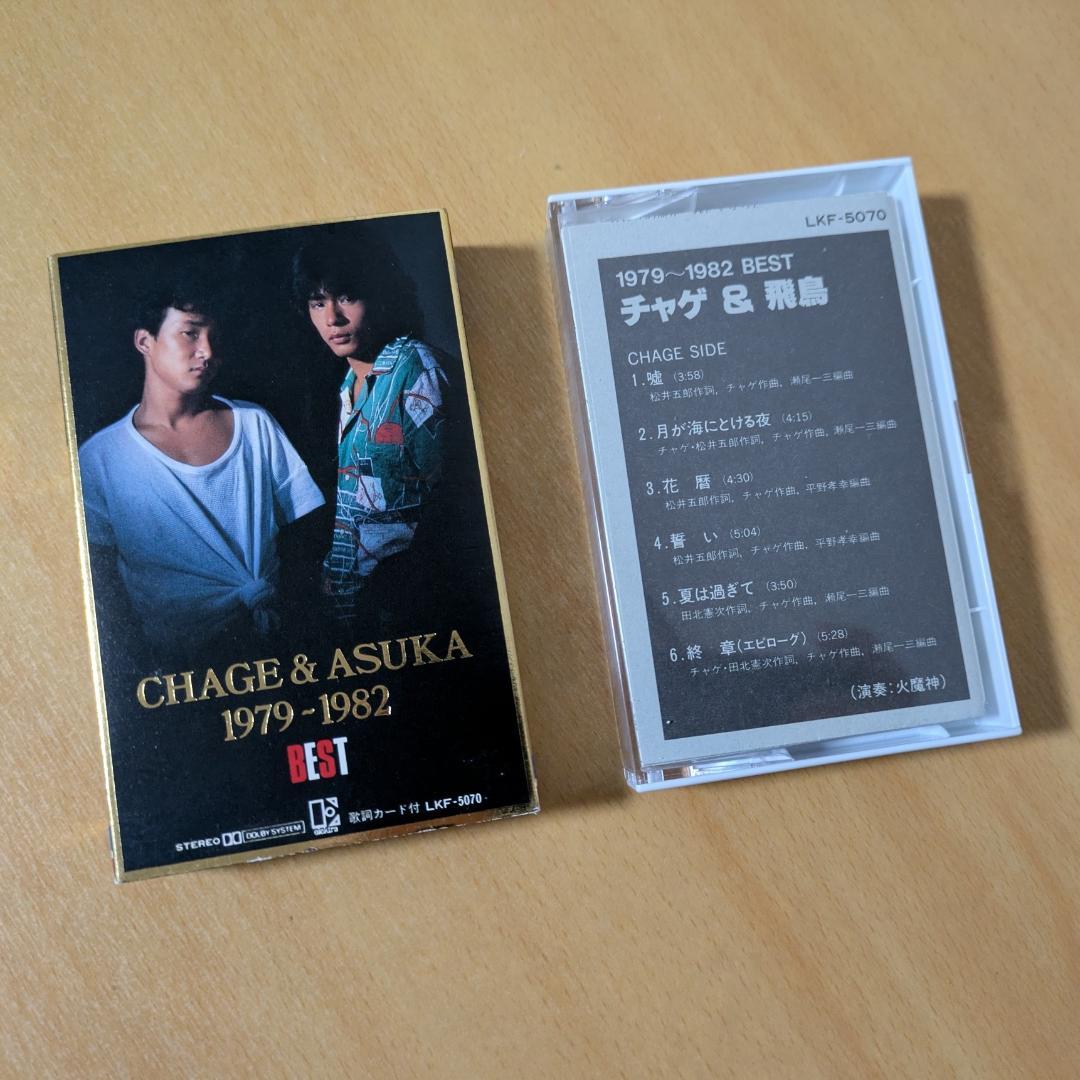 CHAGE & ASUKA
1979-1982
BEST
STEREO DOLBY SYSTEM
elektra
歌詞カード付 LKF-5070
LKF-5070
1979~1982 BEST
チャゲ & 飛鳥
CHAGE SIDE
1.嘘 (3:58)
松井五郎作詞, チャゲ作曲, 瀬尾一三編曲
2.月が海にとける夜 (4:15)
チャゲ・松井五郎作詞, チャゲ作曲, 瀬尾一三編曲
3.花 暦 (4:30)
松井五郎作詞, チャゲ作曲, 平野孝幸編曲
4.誓 い (5:04)
松井五郎作詞, チャゲ作曲, 平野孝幸編曲
5.夏は過ぎて (3:50)
田北憲次作詞, チャゲ作曲, 瀬尾一三編曲
6.終 章(エピローグ) (5:28)
チャゲ・田北憲次作詞, チャゲ作曲, 瀬尾一三編曲
(演奏:火魔神)